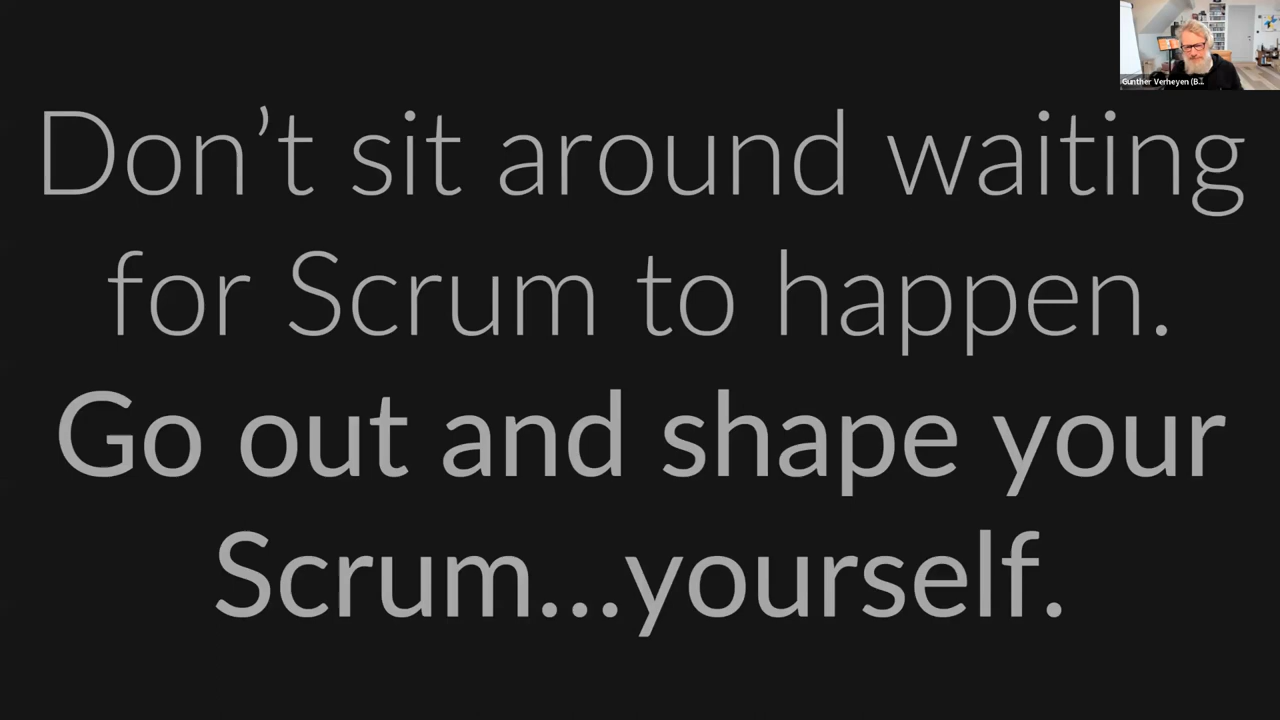 Gunther Verheyen (B...
Don’t sit around waiting
for Scrum to happen.
Go out and shape your
Scrum...yourself.